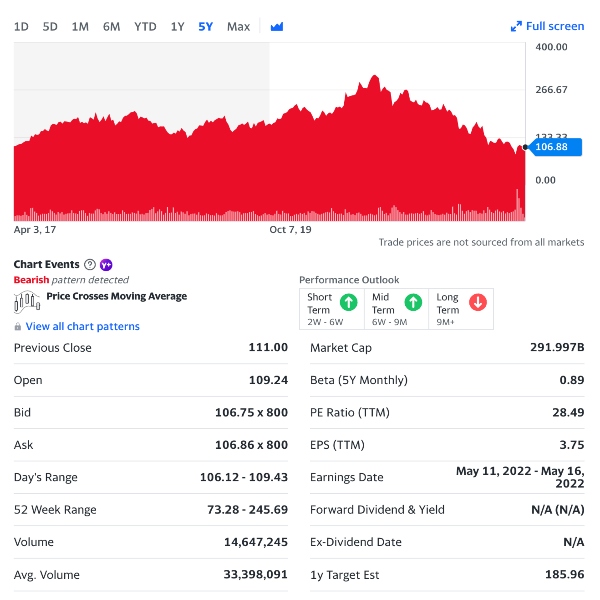 1D 5D 1M 6M YTD 1Y 5Y Max Full screen
400.00
266.67
133.33
106.88
0.00
Apr 3, 17 Oct 7, 19
Trade prices are not sourced from all markets
Chart Events ? Y+
Bearish pattern detected
Price Crosses Moving Average
View all chart patterns
Performance Outlook
Short Term 2W - 6W
Mid Term 6W - 9M
Long Term 9M+
Previous Close 111.00
Open 109.24
Bid 106.75 x 800
Ask 106.86 x 800
Day's Range 106.12 - 109.43
52 Week Range 73.28 - 245.69
Volume 14,647,245
Avg. Volume 33,398,091
Market Cap 291.997B
Beta (5Y Monthly) 0.89
PE Ratio (TTM) 28.49
EPS (TTM) 3.75
Earnings Date May 11, 2022 - May 16, 2022
Forward Dividend & Yield N/A (N/A)
Ex-Dividend Date N/A
1y Target Est 185.96